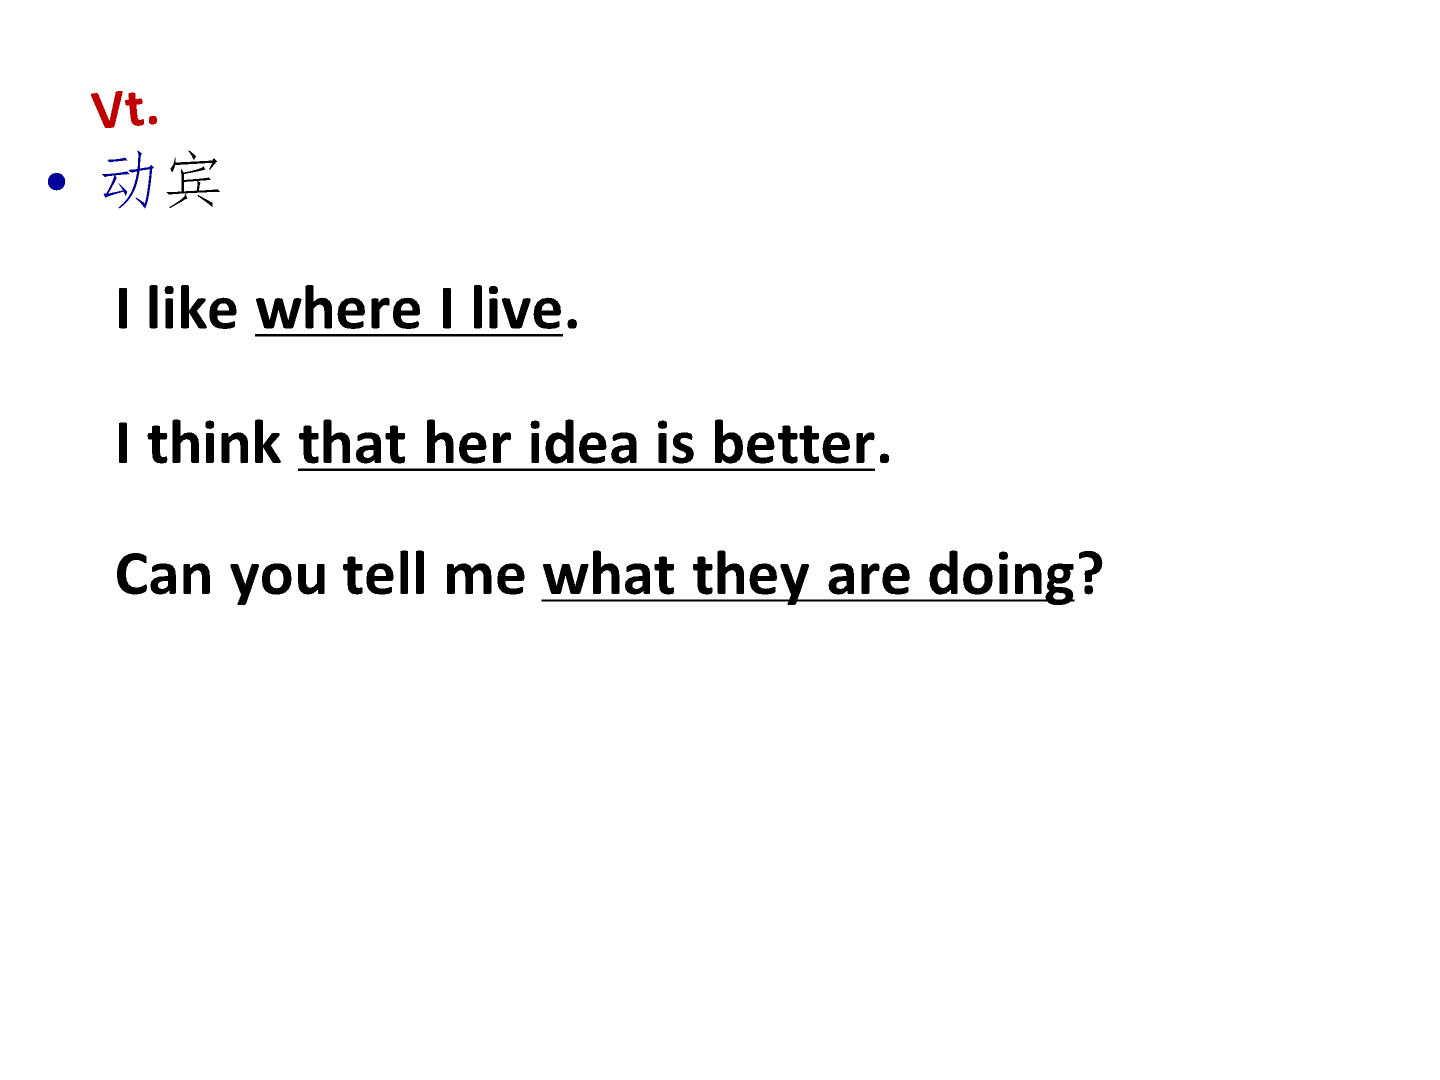 Vt.
• 动宾
I like where I live.
I think that her idea is better.
Can you tell me what they are doing?